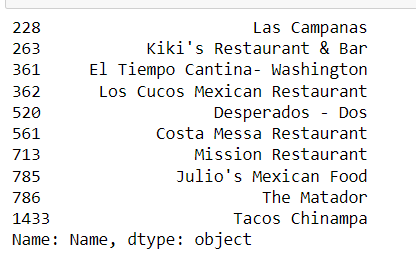 228 Las Campanas
263 Kiki's Restaurant & Bar
361 El Tiempo Cantina- Washington
362 Los Cucos Mexican Restaurant
520 Desperados - Dos
561 Costa Messa Restaurant
713 Mission Restaurant
785 Julio's Mexican Food
786 The Matador
1433 Tacos Chinampa
Name: Name, dtype: object